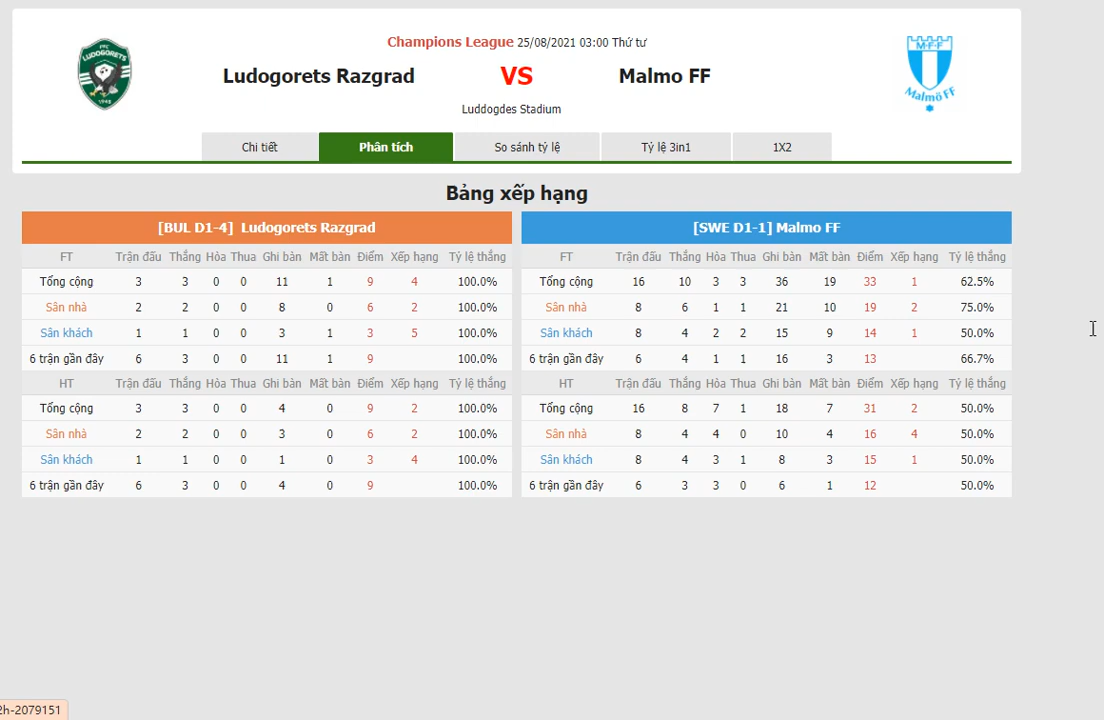 PFC
LUDOGORETS
1945
Champions League 25/08/2021 03:00 Thứ tư
Ludogorets Razgrad VS Malmo FF
Luddogdes Stadium
M·F·F
Malmö FF
Chi tiết Phân tích So sánh tỷ lệ Tỷ lệ 3in1 1X2
Bảng xếp hạng
[BUL D1-4] Ludogorets Razgrad
FT Trận đấu Thắng Hòa Thua Ghi bàn Mất bàn Điểm Xếp hạng Tỷ lệ thắng
Tổng cộng 3 3 0 0 11 1 9 4 100.0%
Sân nhà 2 2 0 0 8 0 6 2 100.0%
Sân khách 1 1 0 0 3 1 3 5 100.0%
6 trận gần đây 6 3 0 0 11 1 9 100.0%
HT Trận đấu Thắng Hòa Thua Ghi bàn Mất bàn Điểm Xếp hạng Tỷ lệ thắng
Tổng cộng 3 3 0 0 4 0 9 2 100.0%
Sân nhà 2 2 0 0 3 0 6 2 100.0%
Sân khách 1 1 0 0 1 0 3 4 100.0%
6 trận gần đây 6 3 0 0 4 0 9 100.0%
[SWE D1-1] Malmo FF
FT Trận đấu Thắng Hòa Thua Ghi bàn Mất bàn Điểm Xếp hạng Tỷ lệ thắng
Tổng cộng 16 10 3 3 36 19 33 1 62.5%
Sân nhà 8 6 1 1 21 10 19 2 75.0%
Sân khách 8 4 2 2 15 9 14 1 50.0%
6 trận gần đây 6 4 1 1 16 3 13 66.7%
HT Trận đấu Thắng Hòa Thua Ghi bàn Mất bàn Điểm Xếp hạng Tỷ lệ thắng
Tổng cộng 16 8 7 1 18 7 31 2 50.0%
Sân nhà 8 4 4 0 10 4 16 4 50.0%
Sân khách 8 4 3 1 8 3 15 1 50.0%
6 trận gần đây 6 3 3 0 6 1 12 50.0%
2h-2079151